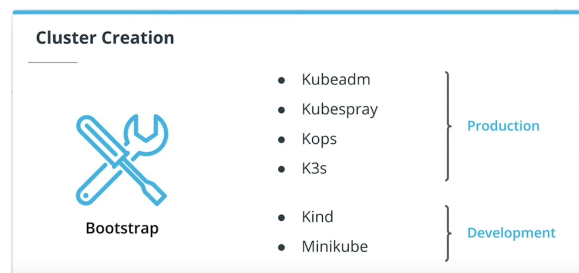 Cluster Creation
Kubeadm
Kubespray
Kops
K3s
Production
Bootstrap
Kind
Minikube
Development